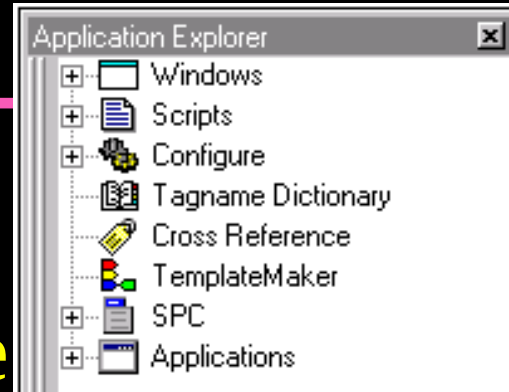 Application Explorer
Windows
Scripts
Configure
Tagname Dictionary
Cross Reference
TemplateMaker
SPC
e
Applications